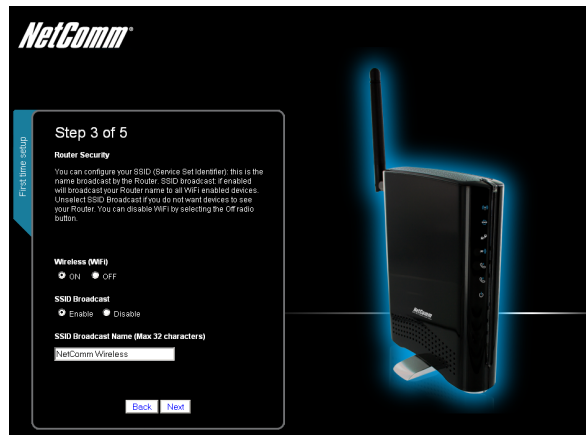 NetComm®
First time setup
Step 3 of 5
Router Security
You can configure your SSID (Service Set Identifier): this is the
name broadcast by the Router. SSID broadcast: if enabled
will broadcast your Router name to all WiFi enabled devices.
Unselect SSID Broadcast if you do not want devices to see
your Router. You can disable WiFi by selecting the Off radio
button.
Wireless (WiFi)
ON OFF
SSID Broadcast
Enable Disable
SSID Broadcast Name (Max 32 characters)
NetComm Wireless
Back Next
NetComm